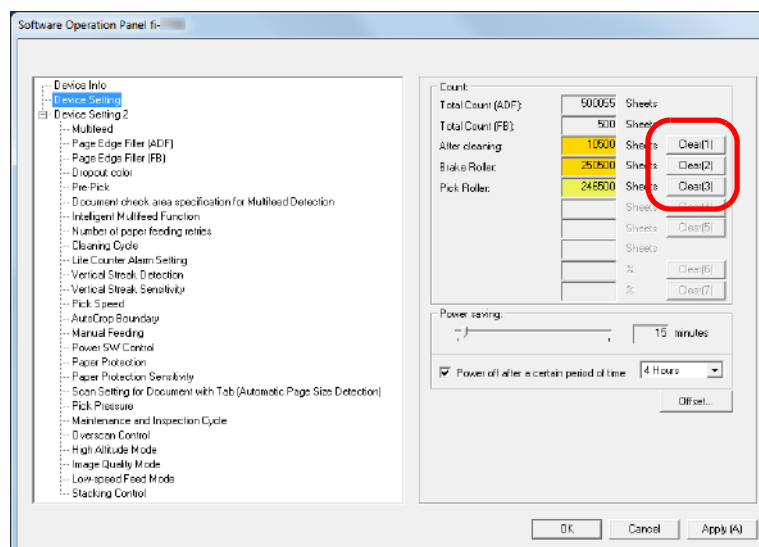 Software Operation Panel fi-
Device Info
Device Setting
Device Setting 2
Multifeed
Page Edge Filler (ADF)
Page Edge Filler (FB)
Dropout color
Pre-Pick
Document check area specification for Multifeed Detection
Intelligent Multifeed Function
Number of paper feeding retries
Cleaning Cycle
Life Counter Alarm Setting
Vertical Streak Detection
Vertical Streak Sensitivity
Pick Speed
AutoCrop Boundary
Manual Feeding
Power SW Control
Paper Protection
Paper Protection Sensitivity
Scan Setting for Document with Tab (Automatic Page Size Detection)
Pick Pressure
Maintenance and Inspection Cycle
Overscan Control
High Altitude Mode
Image Quality Mode
Low-speed Feed Mode
Stacking Control
Count:
Total Count (ADF): 500055 Sheets
Total Count (FB): 500 Sheets
After cleaning: 10500 Sheets Clear(1)
Brake Roller: 250500 Sheets Clear(2)
Pick Roller: 248500 Sheets Clear(3)
Sheets Clear(4)
Sheets Clear(5)
Sheets
% Clear(6)
% Clear(7)
Power saving:
15 minutes
Power off after a certain period of time 4 Hours
Offset...
OK Cancel Apply (A)